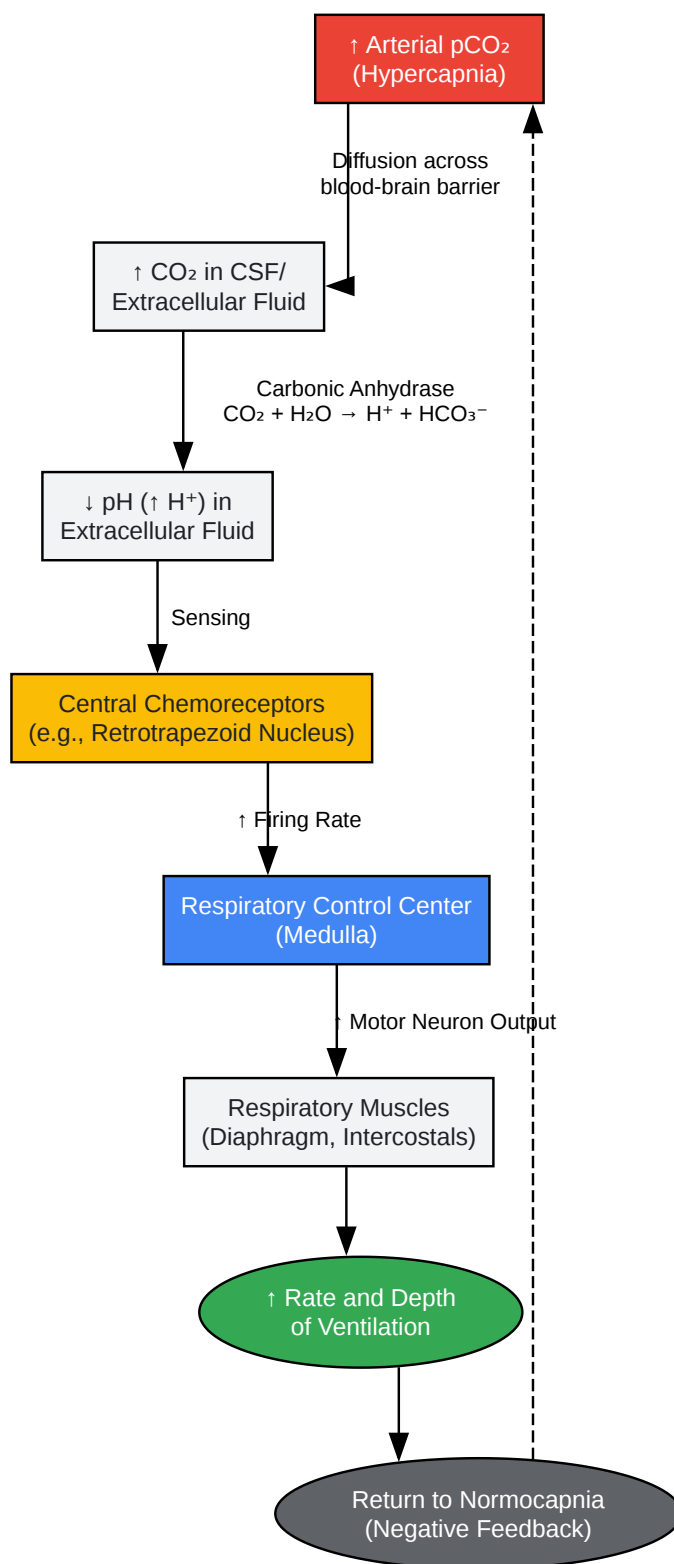 ↑ Arterial pCO₂
(Hypercapnia)
Diffusion across
blood-brain barrier
↑ CO₂ in CSF/
Extracellular Fluid
Carbonic Anhydrase
CO₂ + H₂O → H⁺ + HCO₃⁻
↓ pH (↑ H⁺) in
Extracellular Fluid
Sensing
Central Chemoreceptors
(e.g., Retrotrapezoid Nucleus)
↑ Firing Rate
Respiratory Control Center
(Medulla)
↑ Motor Neuron Output
Respiratory Muscles
(Diaphragm, Intercostals)
↑ Rate and Depth
of Ventilation
Return to Normocapnia
(Negative Feedback)